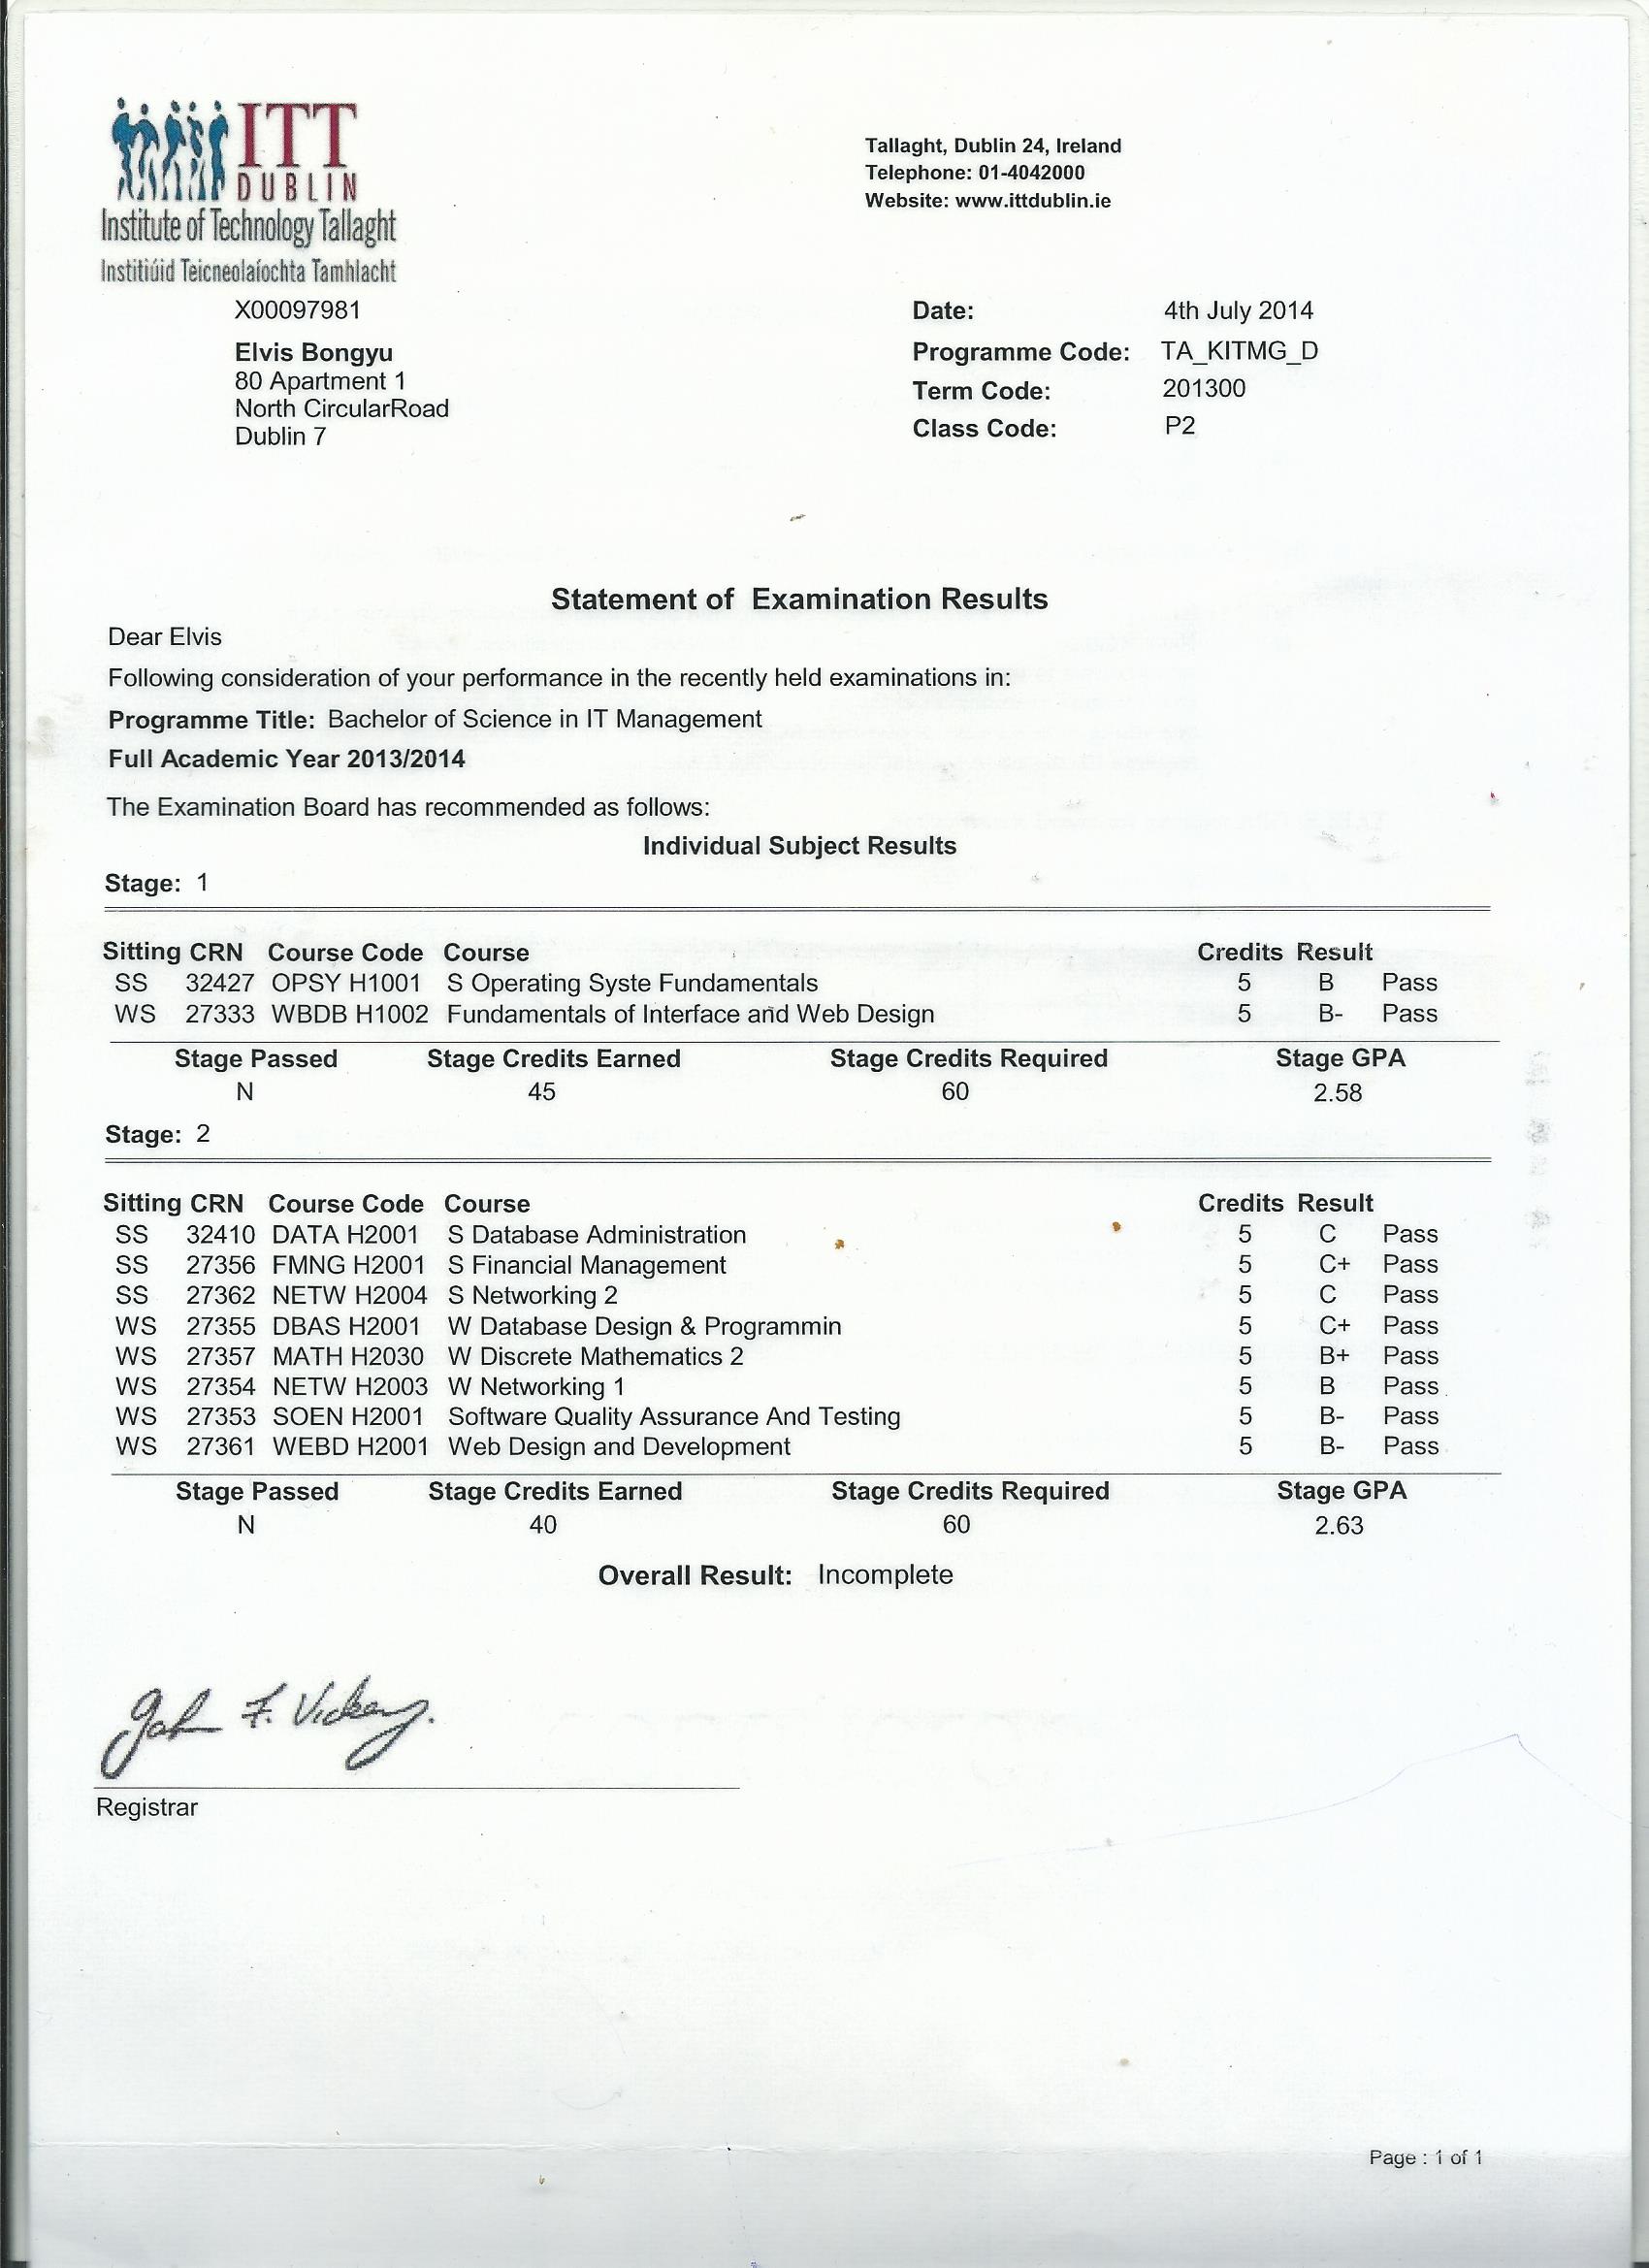 ITT
DUBLIN
Institute of Technology Tallaght
Institiúid Teicneolaíochta Tamhlacht
Tallaght, Dublin 24, Ireland
Telephone: 01-4042000
Website: www.ittdublin.ie
X00097981
Elvis Bongyu
80 Apartment 1
North CircularRoad
Dublin 7
Date: 4th July 2014
Programme Code: TA_KITMG_D
Term Code: 201300
Class Code: P2
Statement of Examination Results
Dear Elvis
Following consideration of your performance in the recently held examinations in:
Programme Title: Bachelor of Science in IT Management
Full Academic Year 2013/2014
The Examination Board has recommended as follows:
Individual Subject Results
Stage: 1
Sitting CRN Course Code Course Credits Result
SS 32427 OPSY H1001 S Operating Syste Fundamentals 5 B Pass
WS 27333 WBDB H1002 Fundamentals of Interface and Web Design 5 B- Pass
Stage Passed Stage Credits Earned Stage Credits Required Stage GPA
N 45 60 2.58
Stage: 2
Sitting CRN Course Code Course Credits Result
SS 32410 DATA H2001 S Database Administration 5 C Pass
SS 27356 FMNG H2001 S Financial Management 5 C+ Pass
SS 27362 NETW H2004 S Networking 2 5 C Pass
WS 27355 DBAS H2001 W Database Design & Programmin 5 C+ Pass
WS 27357 MATH H2030 W Discrete Mathematics 2 5 B+ Pass
WS 27354 NETW H2003 W Networking 1 5 B Pass
WS 27353 SOEN H2001 Software Quality Assurance And Testing 5 B- Pass
WS 27361 WEBD H2001 Web Design and Development 5 B- Pass
Stage Passed Stage Credits Earned Stage Credits Required Stage GPA
N 40 60 2.63
Overall Result: Incomplete
John F. Vickery.
Registrar
Page : 1 of 1